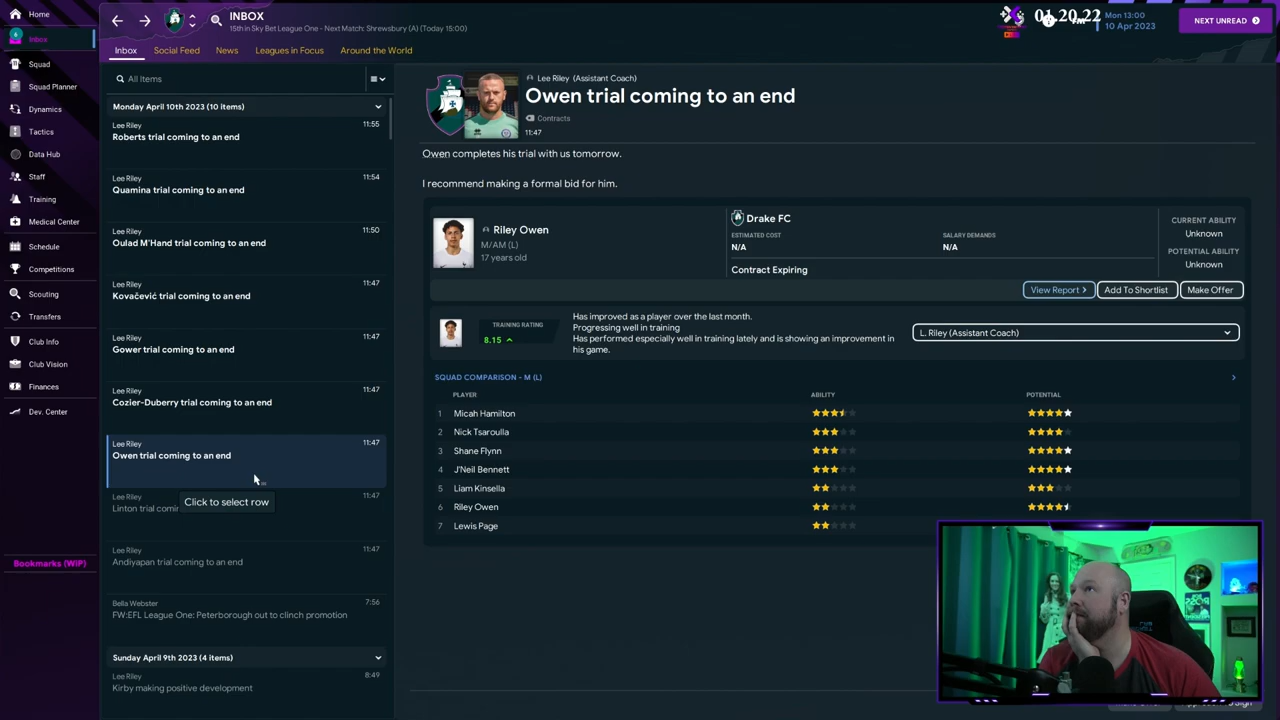 Home
Inbox
Squad
Squad Planner
Dynamics
Tactics
Data Hub
Staff
Training
Medical Center
Schedule
Competitions
Scouting
Transfers
Club Info
Club Vision
Finances
Dev. Center
Bookmarks (WiP)
INBOX
15th in Sky Bet League One - Next Match: Shrewsbury (A) (Today 15:00)
01.20.22
Mon 13:00
10 Apr 2023
NEXT UNREAD
Inbox
Social Feed
News
Leagues in Focus
Around the World
All Items
Monday April 10th 2023 (10 items)
Lee Riley 11:55
Roberts trial coming to an end
Lee Riley 11:54
Quamina trial coming to an end
Lee Riley 11:50
Oulad M'Hand trial coming to an end
Lee Riley 11:47
Kovačević trial coming to an end
Lee Riley 11:47
Gower trial coming to an end
Lee Riley 11:47
Cozier-Duberry trial coming to an end
Lee Riley 11:47
Owen trial coming to an end
Lee Riley 11:47
Linton trial
Click to select row
Lee Riley 11:47
Andiyapan trial coming to an end
Bella Webster 7:56
FW:EFL League One: Peterborough out to clinch promotion
Sunday April 9th 2023 (4 items)
Lee Riley 8:49
Kirby making positive development
Lee Riley (Assistant Coach)
Owen trial coming to an end
Contracts
11:47
Owen completes his trial with us tomorrow.
I recommend making a formal bid for him.
Riley Owen
M/AM (L)
17 years old
Drake FC
ESTIMATED COST SALARY DEMANDS
N/A N/A
Contract Expiring
CURRENT ABILITY
Unknown
POTENTIAL ABILITY
Unknown
View Report
Add To Shortlist
Make Offer
TRAINING RATING
8.15
Has improved as a player over the last month.
Progressing well in training
Has performed especially well in training lately and is showing an improvement in
his game.
L. Riley (Assistant Coach)
SQUAD COMPARISON - M (L)
PLAYER ABILITY POTENTIAL
1 Micah Hamilton
2 Nick Tsaroulla
3 Shane Flynn
4 J'Neil Bennett
5 Liam Kinsella
6 Riley Owen
7 Lewis Page